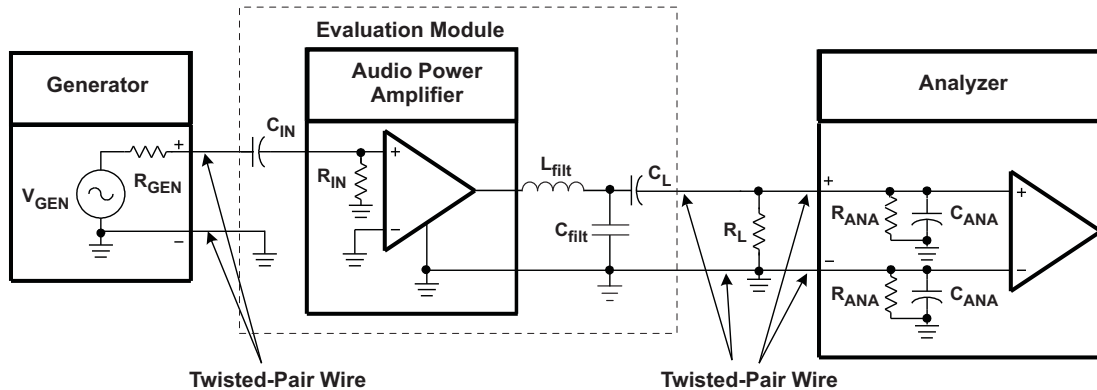 Evaluation Module
Generator
Audio Power
Amplifier
Analyzer
C_IN
+
R_GEN
V_GEN
−
R_IN
+
−
L_filt
C_L
C_filt
R_L
+
R_ANA
C_ANA
+
−
R_ANA
C_ANA
−
Twisted-Pair Wire
Twisted-Pair Wire